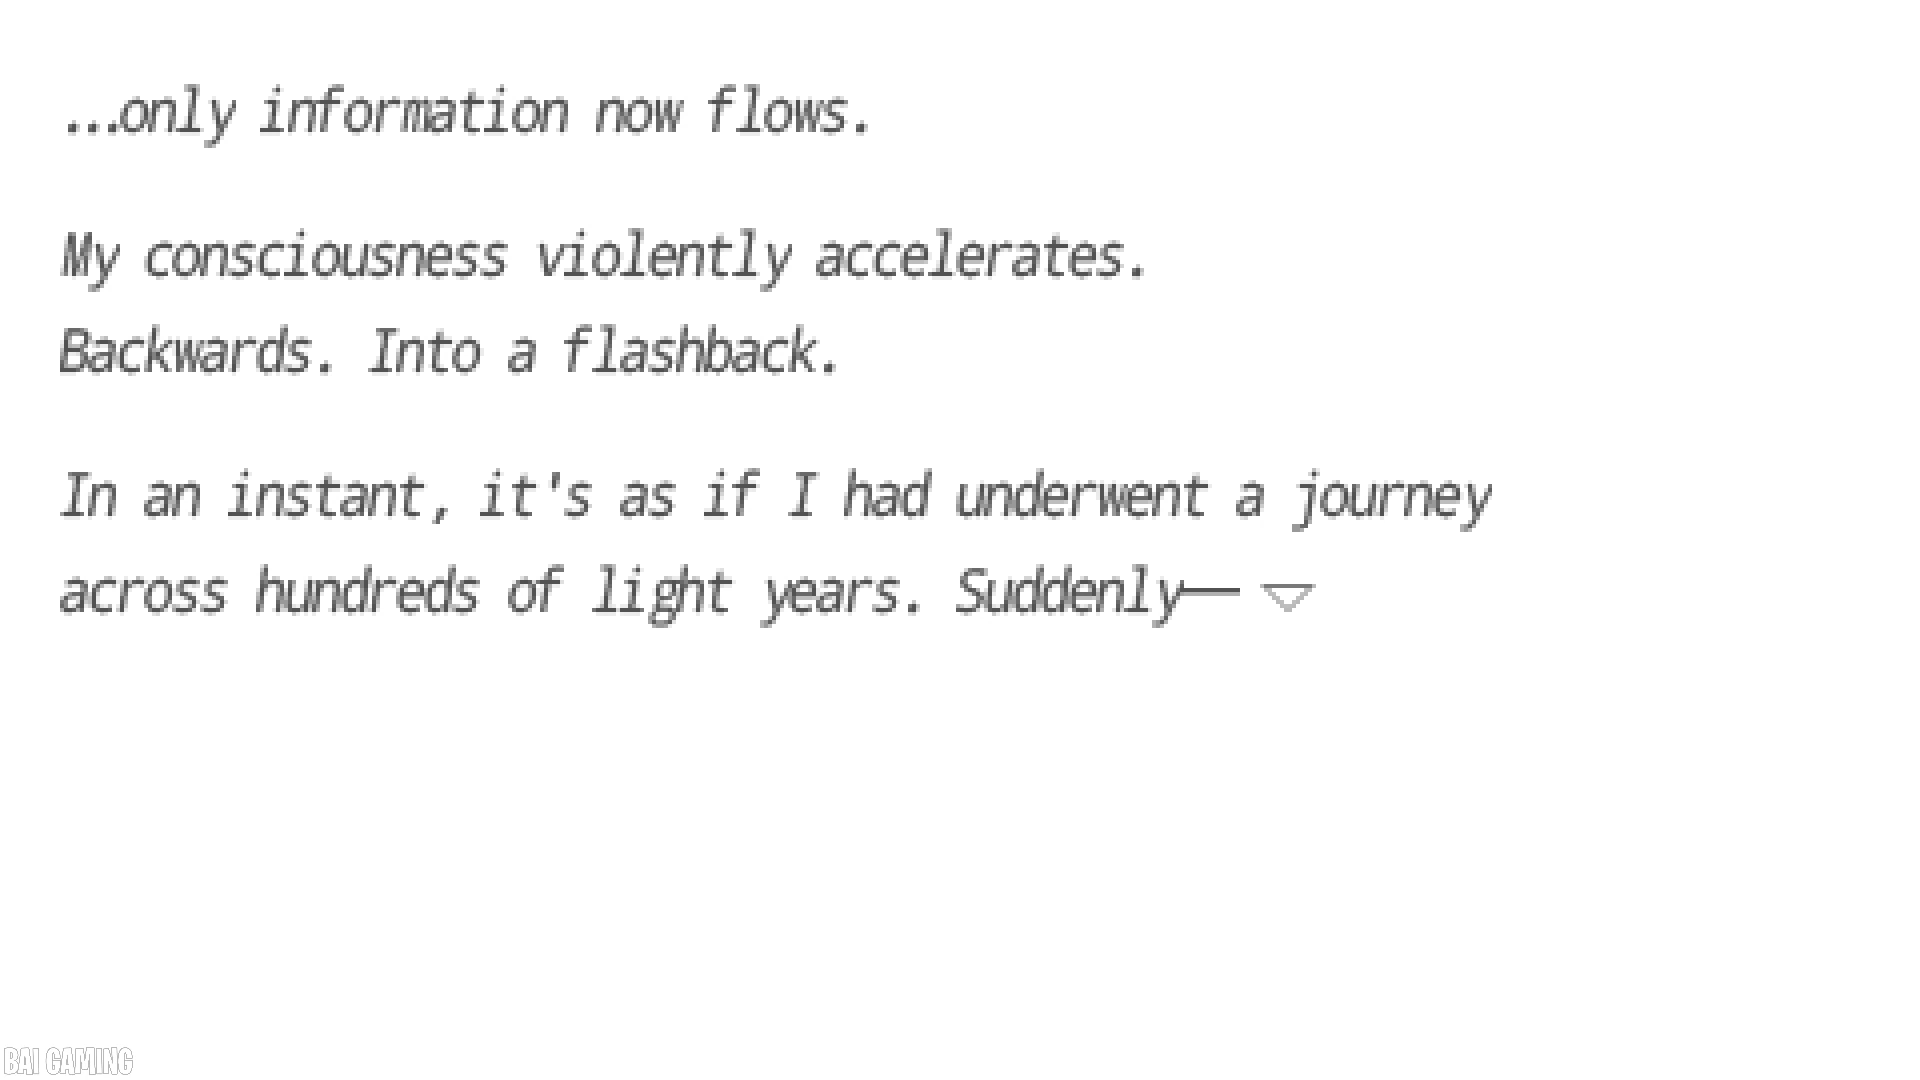 ...only information now flows.
My consciousness violently accelerates.
Backwards. Into a flashback.
In an instant, it's as if I had underwent a journey
across hundreds of light years. Suddenly—
BAI GAMING